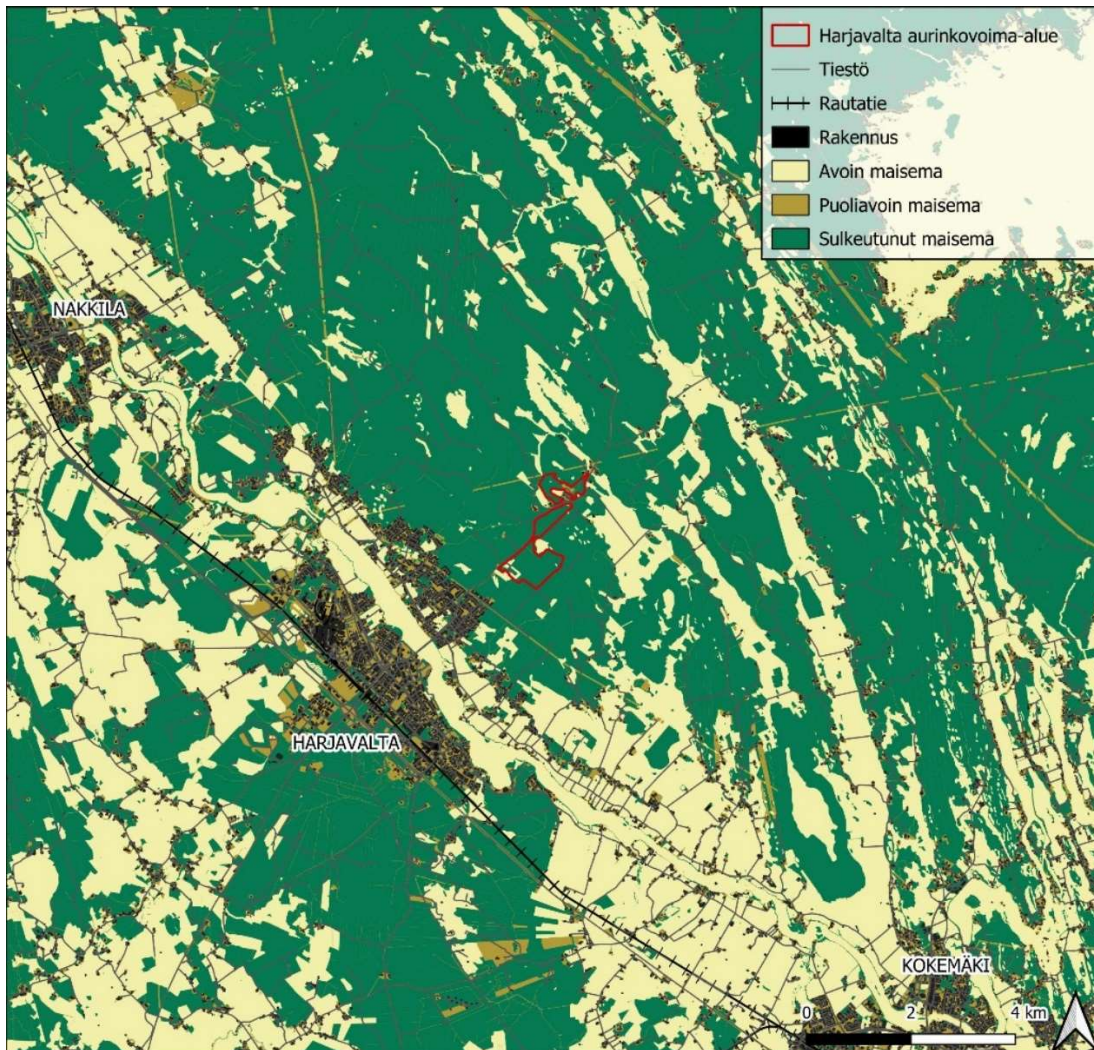 Harjavalta aurinkovoima-alue
Tiestö
Rautatie
Rakennus
Avoin maisema
Puoliavoin maisema
Sulkeutunut maisema
NAKKILA
HARJAVALTA
KOKEMÄKI
0 2 4 km